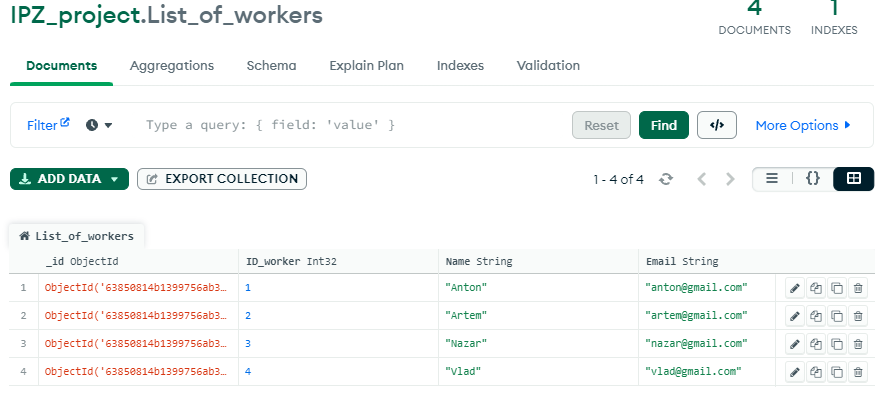 IPZ_project.List_of_workers
4 1
DOCUMENTS INDEXES
Documents Aggregations Schema Explain Plan Indexes Validation
Filter Type a query: { field: 'value' } Reset Find </> More Options
ADD DATA EXPORT COLLECTION 1 - 4 of 4 {}
List_of_workers
_id ObjectId ID_worker Int32 Name String Email String
1 ObjectId('63850814b1399756ab3… 1 "Anton" "anton@gmail.com"
2 ObjectId('63850814b1399756ab3… 2 "Artem" "artem@gmail.com"
3 ObjectId('63850814b1399756ab3… 3 "Nazar" "nazar@gmail.com"
4 ObjectId('63850814b1399756ab3… 4 "Vlad" "vlad@gmail.com"